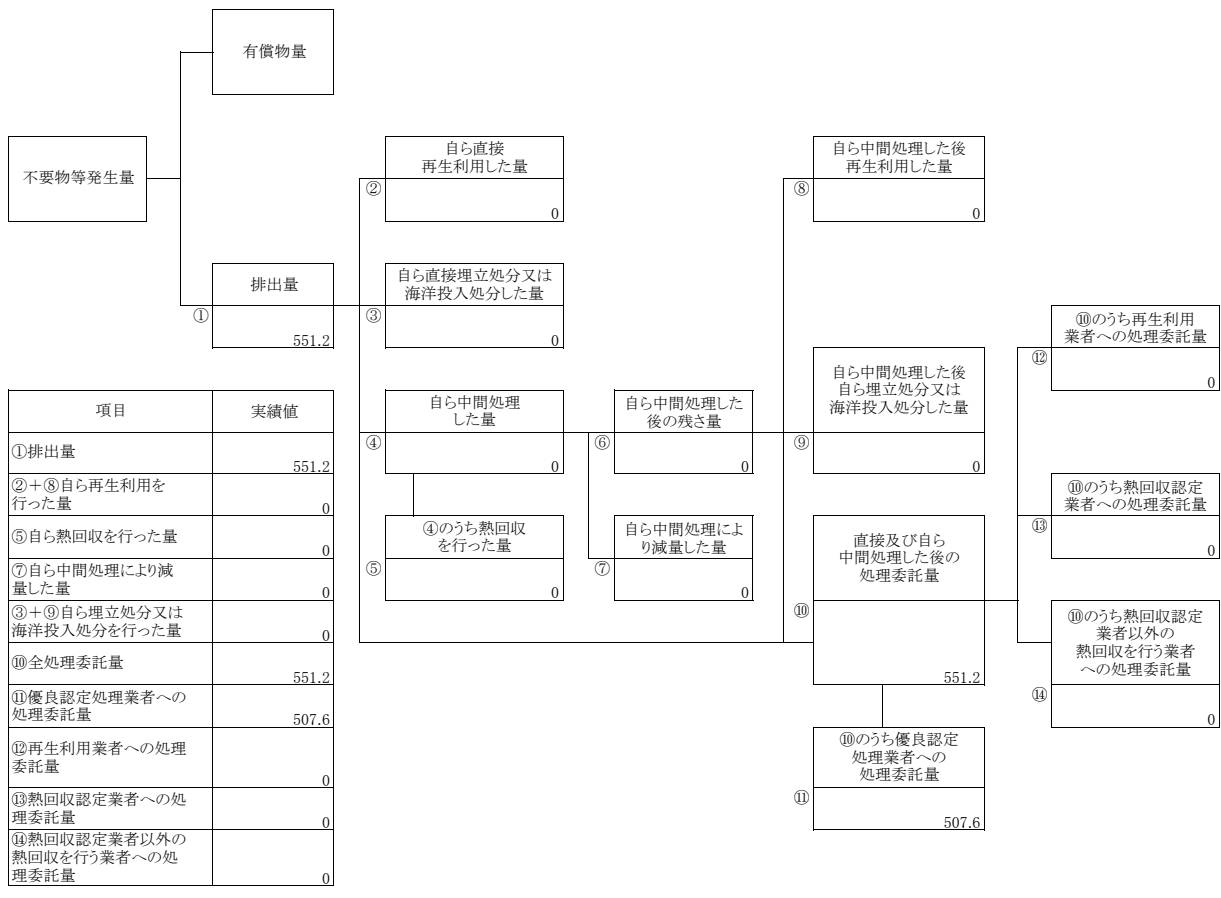 有償物量
不要物等発生量
自ら直接
再生利用した量
②
0
自ら中間処理した後
再生利用した量
⑧
0
排出量
①
551.2
自ら直接埋立処分又は
海洋投入処分した量
③
0
⑩のうち再生利用
業者への処理委託量
⑫
0
自ら中間処理した後
自ら埋立処分又は
海洋投入処分した量
⑨
0
自ら中間処理
した量
④
0
自ら中間処理した
後の残さ量
⑥
0
⑩のうち熱回収認定
業者への処理委託量
⑬
0
④のうち熱回収
を行った量
⑤
0
自ら中間処理によ
り減量した量
⑦
0
直接及び自ら
中間処理した後の
処理委託量
⑩
551.2
⑩のうち熱回収認定
業者以外の
熱回収を行う業者
への処理委託量
⑭
0
⑩のうち優良認定
処理業者への
処理委託量
⑪
507.6
項目 実績値
①排出量
551.2
②＋⑧自ら再生利用を
行った量
0
⑤自ら熱回収を行った量
0
⑦自ら中間処理により減
量した量
0
③＋⑨自ら埋立処分又は
海洋投入処分を行った量
0
⑩全処理委託量
551.2
⑪優良認定処理業者への
処理委託量
507.6
⑫再生利用業者への処理
委託量
0
⑬熱回収認定業者への処
理委託量
0
⑭熱回収認定業者以外の
熱回収を行う業者への処
理委託量
0